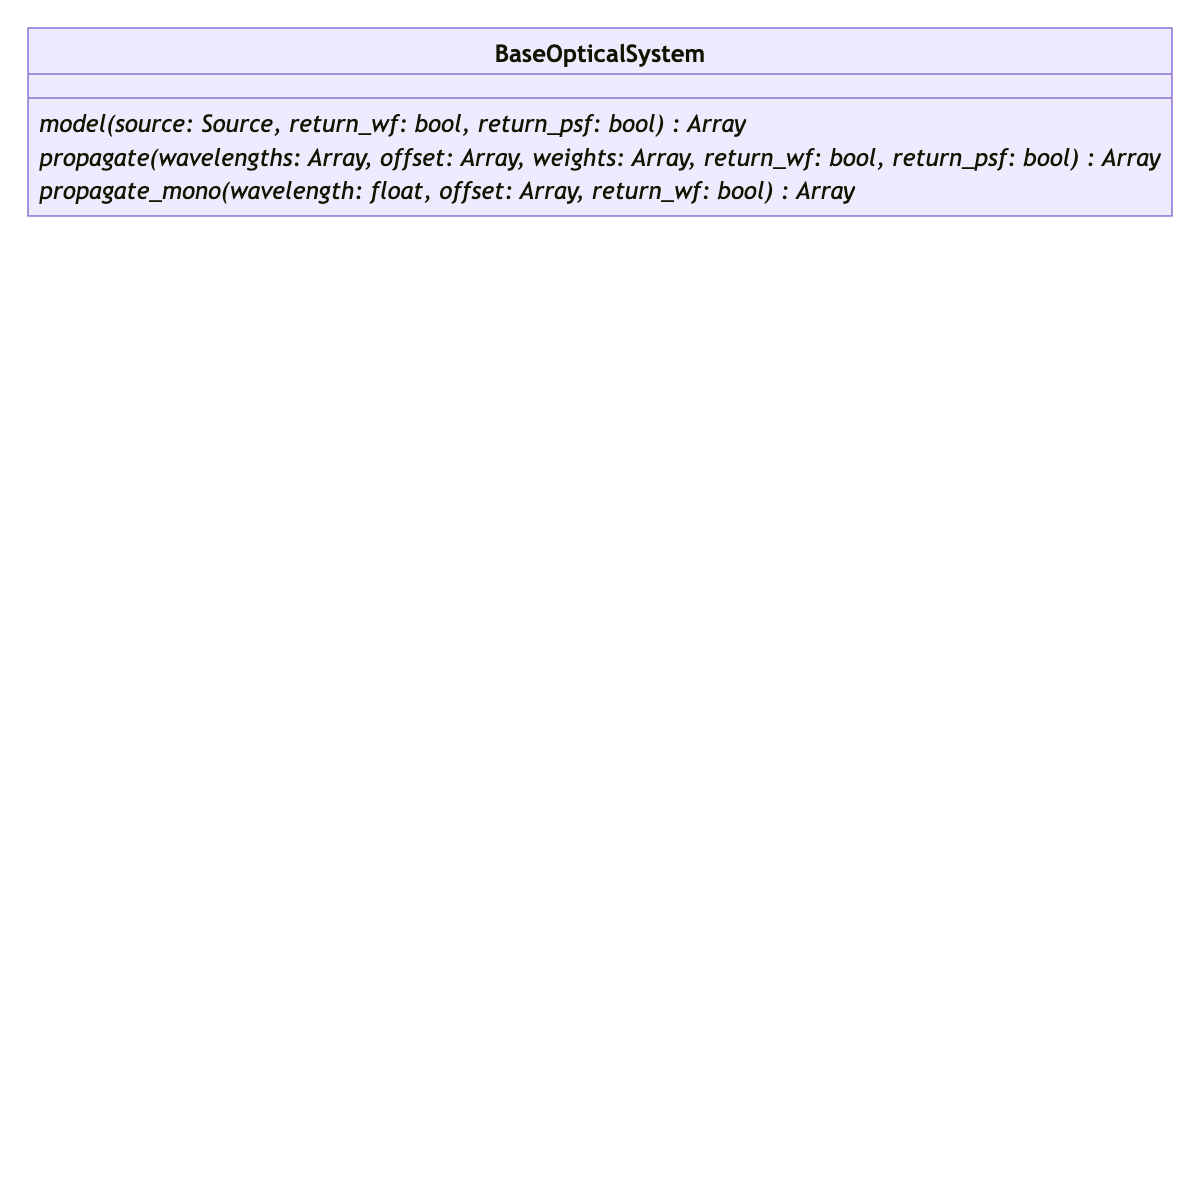 BaseOpticalSystem
model(source: Source, return_wf: bool, return_psf: bool) : Array
propagate(wavelengths: Array, offset: Array, weights: Array, return_wf: bool, return_psf: bool) : Array
propagate_mono(wavelength: float, offset: Array, return_wf: bool) : Array